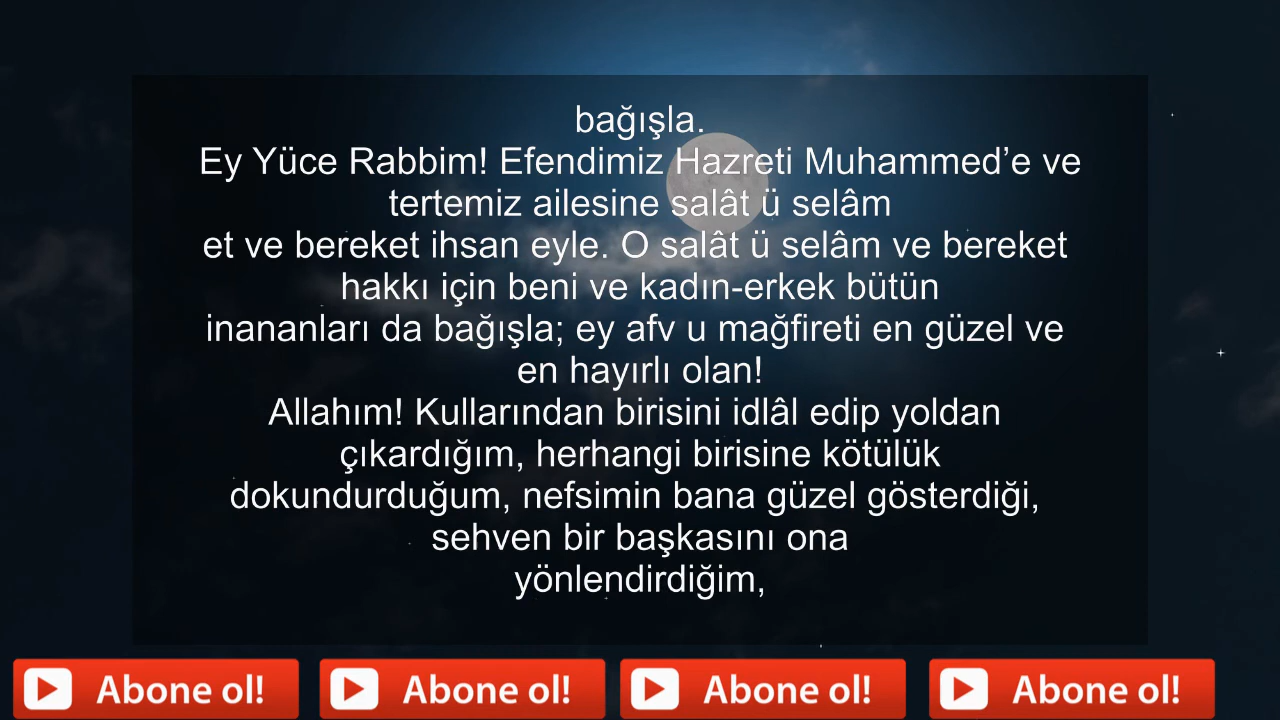 bağışla.
Ey Yüce Rabbim! Efendimiz Hazreti Muhammed’e ve
tertemiz ailesine salât ü selâm
et ve bereket ihsan eyle. O salât ü selâm ve bereket
hakkı için beni ve kadın-erkek bütün
inananları da bağışla; ey afv u mağfireti en güzel ve
en hayırlı olan!
Allahım! Kullarından birisini idlâl edip yoldan
çıkardığım, herhangi birisine kötülük
dokundurduğum, nefsimin bana güzel gösterdiği,
sehven bir başkasını ona
yönlendirdiğim,
Abone ol! Abone ol! Abone ol! Abone ol!